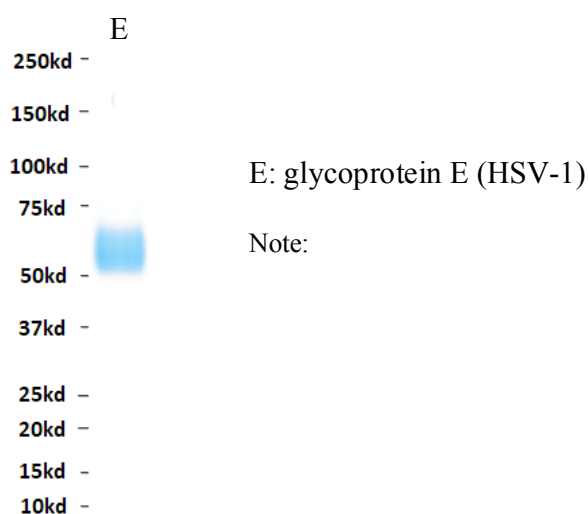 E
250kd
150kd
100kd
E: glycoprotein E (HSV-1)
75kd
Note:
50kd
37kd
25kd
20kd
15kd
10kd